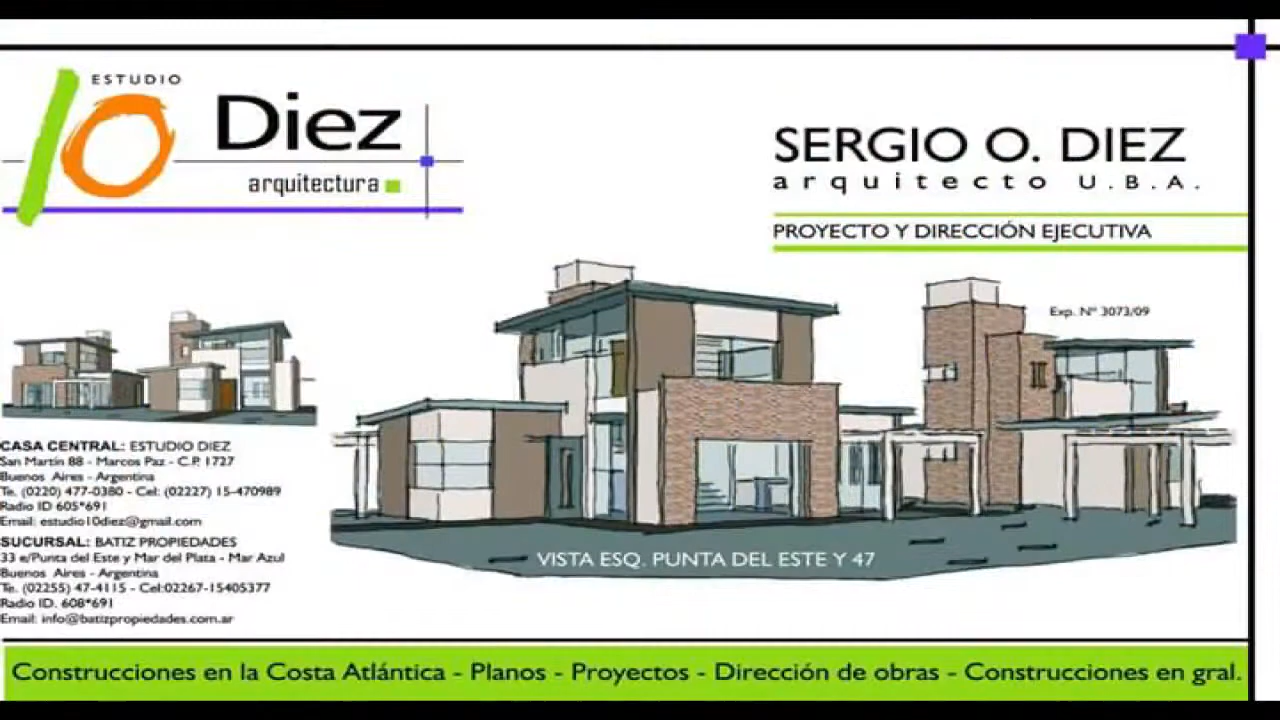 ESTUDIO
10
Diez
arquitectura
SERGIO O. DIEZ
arquitecto U.B.A.
PROYECTO Y DIRECCIÓN EJECUTIVA
Exp. Nº 3073/09
CASA CENTRAL: ESTUDIO DIEZ
San Martín 88 - Marcos Paz - C.P. 1727
Buenos Aires - Argentina
Te. (0220) 477-0380 - Cel: (02227) 15-470989
Radio ID 605*691
Email: estudio10diez@gmail.com
SUCURSAL: BATIZ PROPIEDADES
33 e/Punta del Este y Mar del Plata - Mar Azul
Buenos Aires - Argentina
Te. (02255) 47-4115 - Cel:02267-15405377
Radio ID. 608*691
Email: info@batizpropiedades.com.ar
VISTA ESQ. PUNTA DEL ESTE Y 47
Construcciones en la Costa Atlántica - Planos - Proyectos - Dirección de obras - Construcciones en gral.